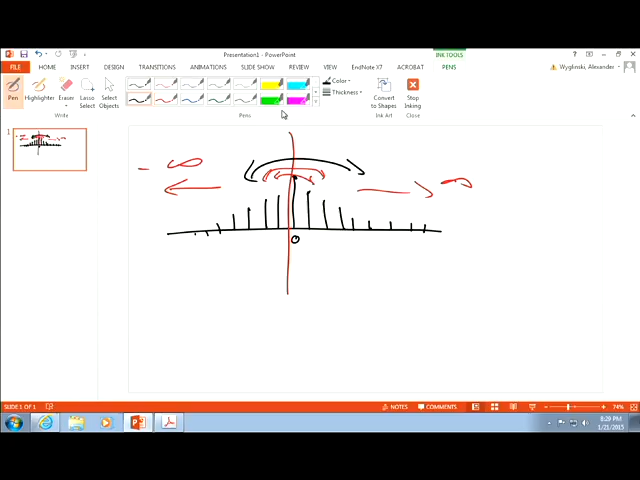 Presentation1 - PowerPoint
INK TOOLS
FILE HOME INSERT DESIGN TRANSITIONS ANIMATIONS SLIDE SHOW REVIEW VIEW EndNote X7 ACROBAT PENS
Wyglinski, Alexander
Pen Highlighter Eraser Lasso Select Select Objects
Color
Thickness
Convert to Shapes
Stop Inking
Write Pens Ink Art Close
1
- ∞
∞
0
SLIDE 1 OF 1 NOTES COMMENTS 74%
8:29 PM
1/21/2015